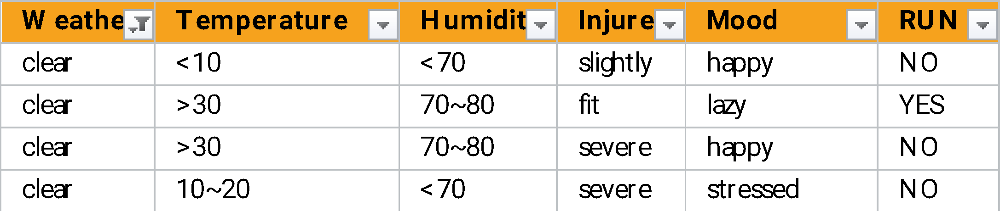 Weathe Temperature Humidit Injure Mood RUN
clear <10 <70 slightly happy NO
clear >30 70~80 fit lazy YES
clear >30 70~80 severe happy NO
clear 10~20 <70 severe stressed NO